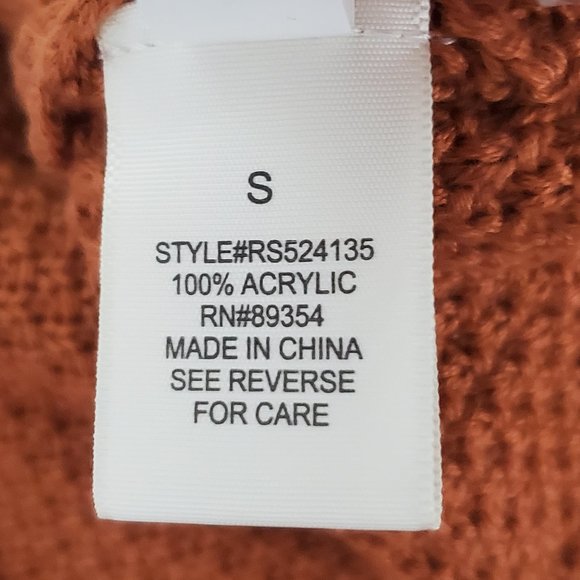 S
STYLE#RS524135
100% ACRYLIC
RN#89354
MADE IN CHINA
SEE REVERSE
FOR CARE